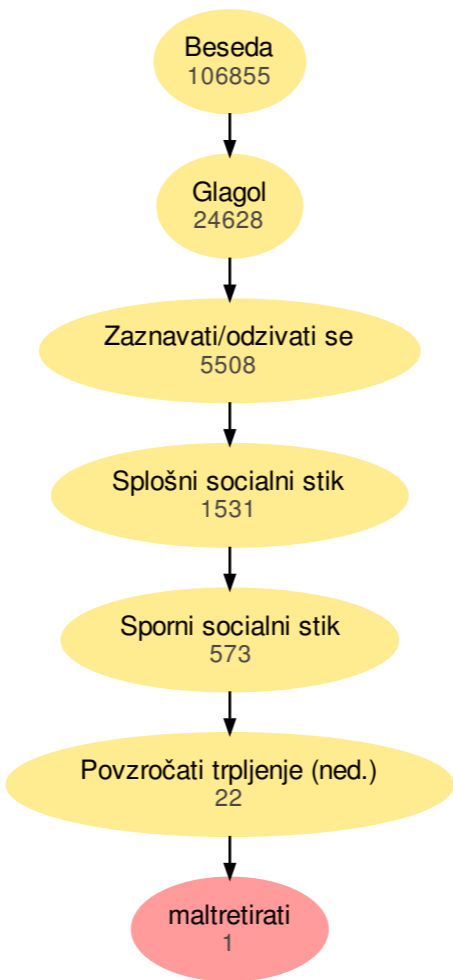 Beseda
106855
Glagol
24628
Zaznavati/odzivati se
5508
Splošni socialni stik
1531
Sporni socialni stik
573
Povzročati trpljenje (ned.)
22
maltretirati
1